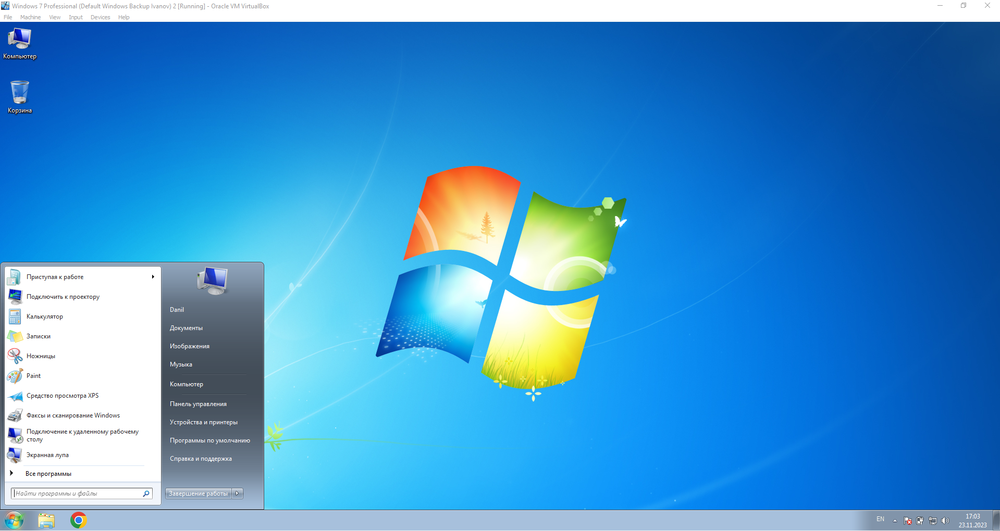 Windows 7 Professional (Default Windows Backup Ivanov) 2 [Running] - Oracle VM VirtualBox
File Machine View Input Devices Help
Компьютер
Корзина
Приступая к работе
Подключить к проектору
Калькулятор
Записки
Ножницы
Paint
Средство просмотра XPS
Факсы и сканирование Windows
Подключение к удаленному рабочему
столу
Экранная лупа
Все программы
Найти программы и файлы
Danil
Документы
Изображения
Музыка
Компьютер
Панель управления
Устройства и принтеры
Программы по умолчанию
Справка и поддержка
Завершение работы
EN
17:03
23.11.2023